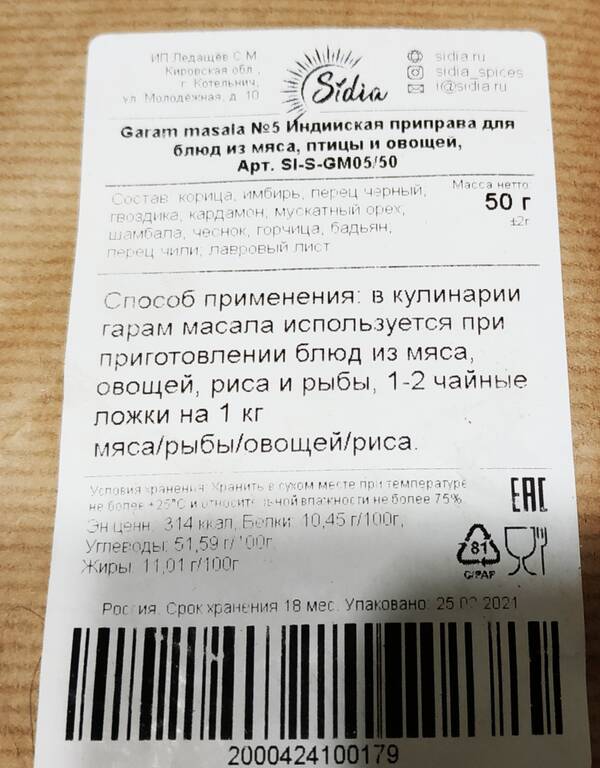 ИП Ледащёв С.М.
Кировская обл.,
г. Котельнич,
ул. Молодёжная, д. 10
Sidia
sidia.ru
sidia_spices
i@sidia.ru
Garam masala №5 Индийская приправа для
блюд из мяса, птицы и овощей,
Арт. SI-S-GM05/50
Состав: корица, имбирь, перец черный,
гвоздика, кардамон, мускатный орех,
шамбала, чеснок, горчица, бадьян,
перец чили, лавровый лист
Масса нетто
50 г
±2г
Способ применения: в кулинарии
гарам масала используется при
приготовлении блюд из мяса,
овощей, риса и рыбы, 1-2 чайные
ложки на 1 кг
мяса/рыбы/овощей/риса.
Условия хранения: Хранить в сухом месте при температуре
не более +25°С и относительной влажности не более 75%
Эн.ценн. 314 ккал, Белки: 10,45 г/100г,
Углеводы: 51,59 г/100г
Жиры: 11,01 г/100г
EAC
81
C/PAP
Россия. Срок хранения 18 мес. Упаковано: 2021
2000424100179